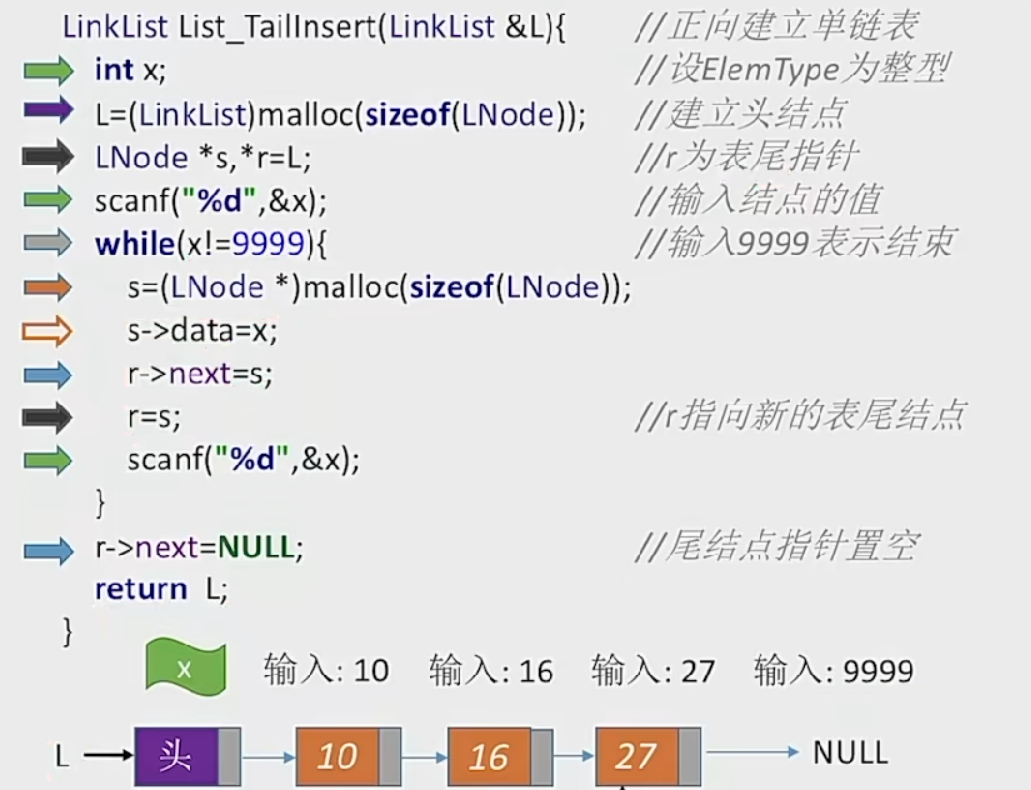 LinkList List_TailInsert(LinkList &L){ //正向建立单链表
int x; //设ElemType为整型
L=(LinkList)malloc(sizeof(LNode)); //建立头结点
LNode *s,*r=L; //r为表尾指针
scanf("%d",&x); //输入结点的值
while(x!=9999){ //输入9999表示结束
s=(LNode *)malloc(sizeof(LNode));
s->data=x;
r->next=s;
r=s; //r指向新的表尾结点
scanf("%d",&x);
}
r->next=NULL; //尾结点指针置空
return L;
}
x 输入: 10 输入: 16 输入: 27 输入: 9999
L 头 10 16 27 NULL